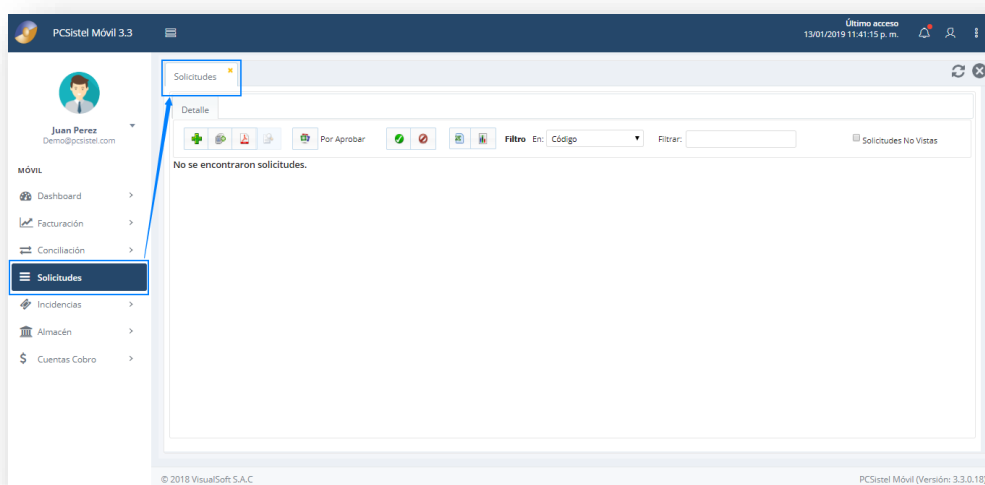 PCSistel Móvil 3.3
Último acceso
13/01/2019 11:41:15 p. m.
Juan Perez
Demo@pcsistel.com
MÓVIL
Dashboard
Facturación
Conciliación
Solicitudes
Incidencias
Almacén
Cuentas Cobro
Solicitudes
Detalle
Por Aprobar
Filtro En: Código
Filtrar:
Solicitudes No Vistas
No se encontraron solicitudes.
© 2018 VisualSoft S.A.C
PCSistel Móvil (Versión: 3.3.0.18)